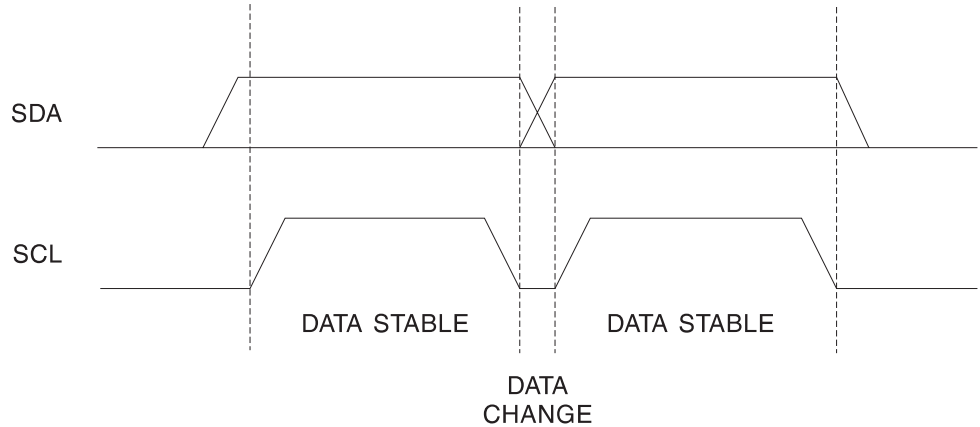 SDA
SCL
DATA STABLE
DATA STABLE
DATA
CHANGE